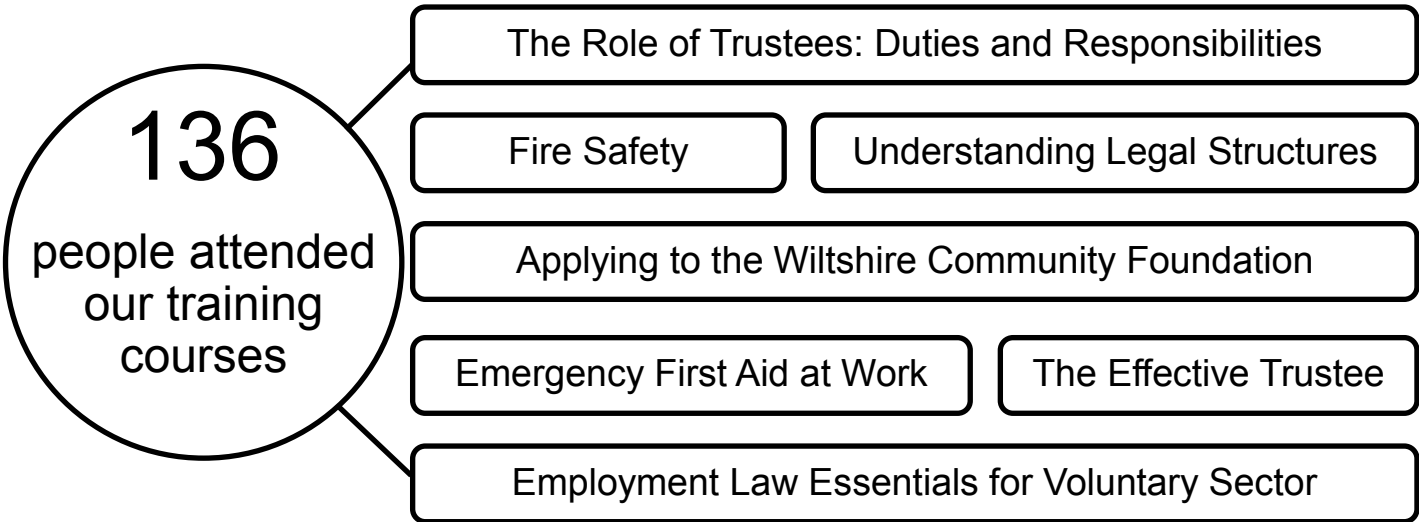 136
people attended
our training
courses
The Role of Trustees: Duties and Responsibilities
Fire Safety
Understanding Legal Structures
Applying to the Wiltshire Community Foundation
Emergency First Aid at Work
The Effective Trustee
Employment Law Essentials for Voluntary Sector